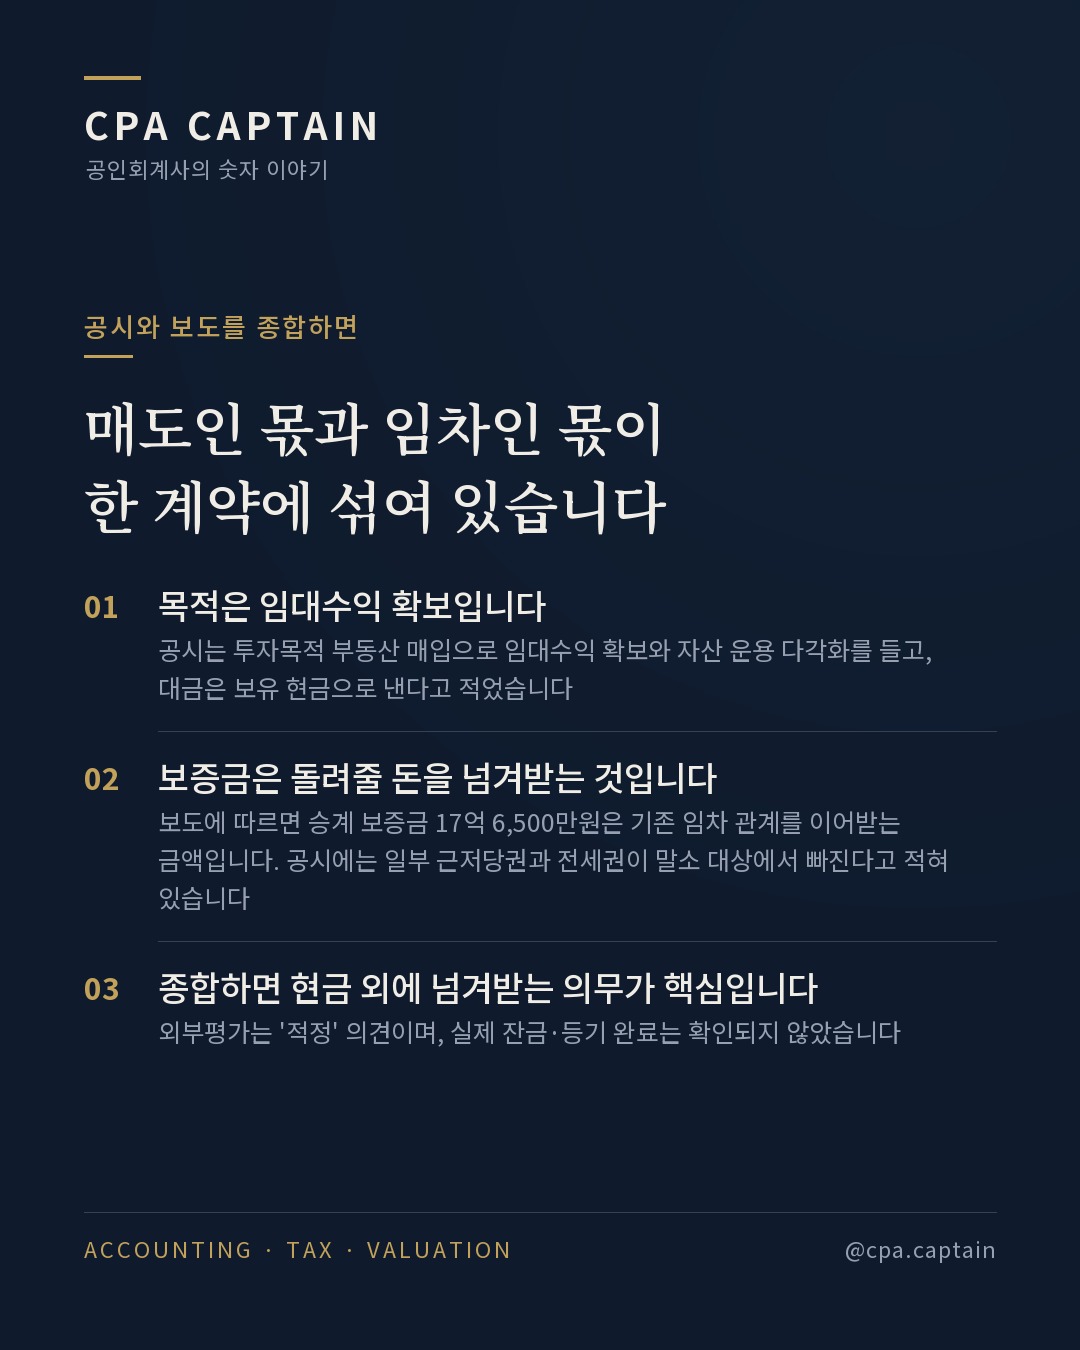 CPA CAPTAIN
공인회계사의 숫자 이야기
공시와 보도를 종합하면
매도인 몫과 임차인 몫이
한 계약에 섞여 있습니다
01 목적은 임대수익 확보입니다
공시는 투자목적 부동산 매입으로 임대수익 확보와 자산 운용 다각화를 들고,
대금은 보유 현금으로 낸다고 적었습니다
02 보증금은 돌려줄 돈을 넘겨받는 것입니다
보도에 따르면 승계 보증금 17억 6,500만원은 기존 임차 관계를 이어받는
금액입니다. 공시에는 일부 근저당권과 전세권이 말소 대상에서 빠진다고 적혀
있습니다
03 종합하면 현금 외에 넘겨받는 의무가 핵심입니다
외부평가는 '적정' 의견이며, 실제 잔금·등기 완료는 확인되지 않았습니다
ACCOUNTING · TAX · VALUATION
@cpa.captain